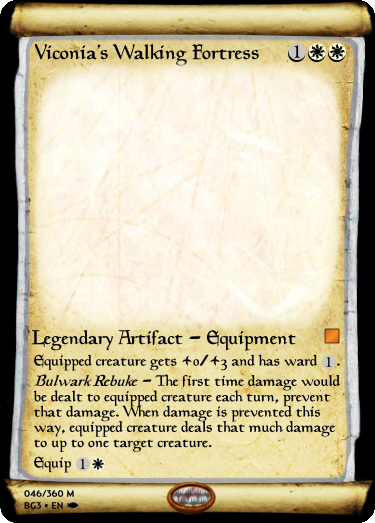 Viconia's Walking Fortress 1
Legendary Artifact – Equipment
Equipped creature gets +0/+3 and has ward 1.
Bulwark Rebuke – The first time damage would
be dealt to equipped creature each turn, prevent
that damage. When damage is prevented this
way, equipped creature deals that much damage
to up to one target creature.
Equip 1
046/360 M
BG3 • EN